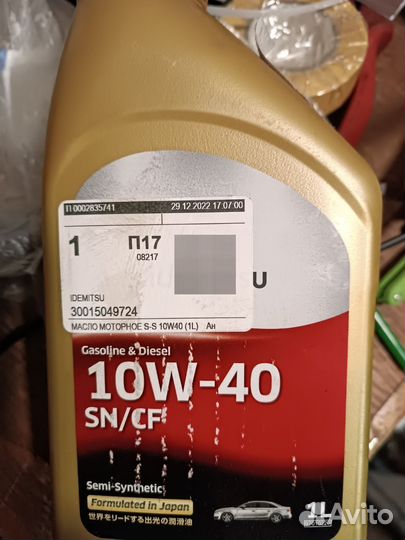 П 0002835741
29 12 2022 17 07 00
1
П17
08217
SU
IDEMITSU
30015049724
МАСЛО МОТОРНОЕ S-S 10W40 (1L) Ан
Gasoline & Diesel
10W-40
SN/CF
Semi-Synthetic
Formulated in Japan
世界をリードする出光の潤滑油
1L
Avito